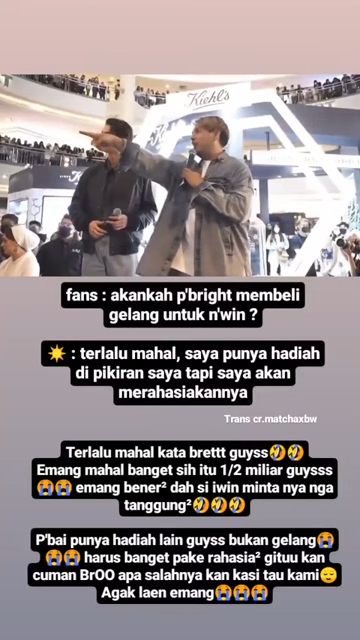 Kiehl's
fans : akankah p'bright membeli
gelang untuk n'win ?
☀️ : terlalu mahal, saya punya hadiah
di pikiran saya tapi saya akan
merahasiakannya
Trans cr.matchaxbw
Terlalu mahal kata brettt guyss🤣🤣
Emang mahal banget sih itu 1/2 miliar guysss
😭😭 emang bener² dah si iwin minta nya nga
tanggung²🤣🤣🤣
P'bai punya hadiah lain guyss bukan gelang😭
😭😭 harus banget pake rahasia² gituu kan
cuman BrOO apa salahnya kan kasi tau kami😌
Agak laen emang😭😭😭